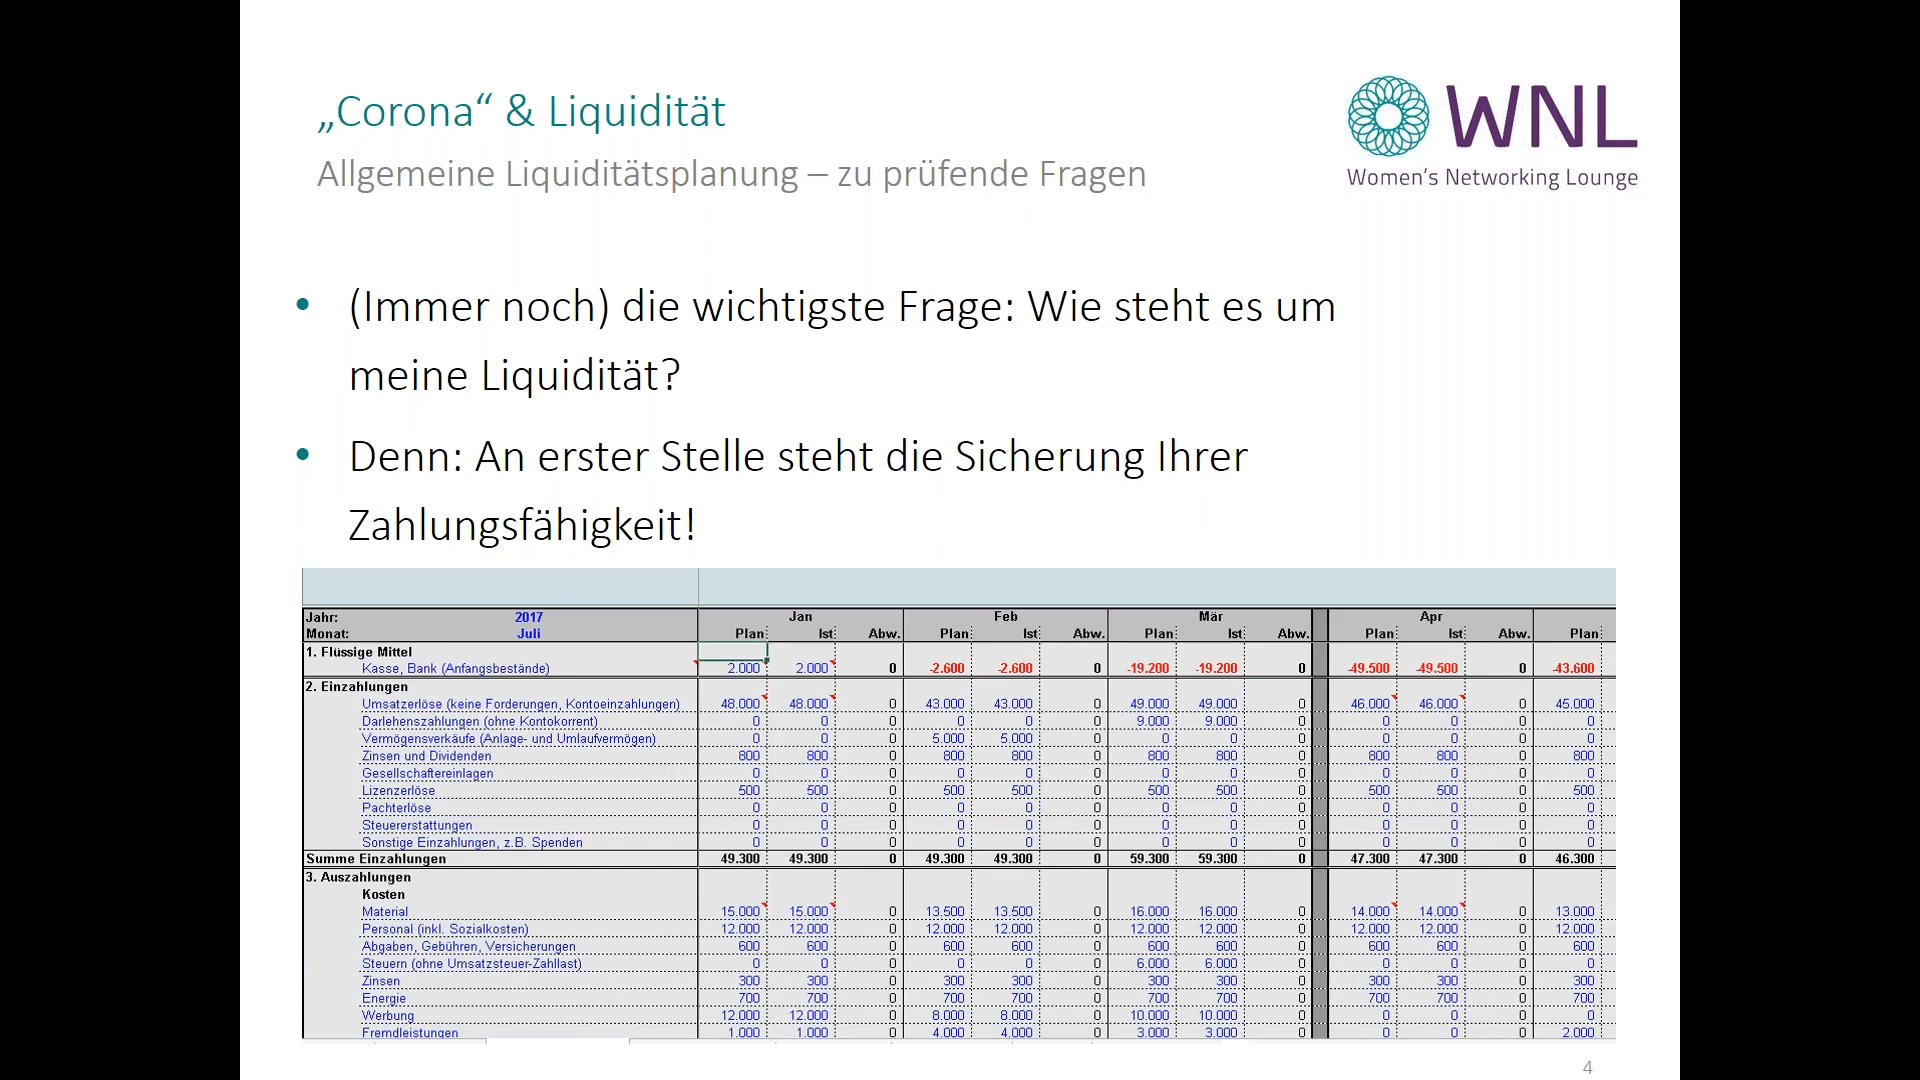 „Corona“ & Liquidität
Allgemeine Liquiditätsplanung – zu prüfende Fragen
WNL
Women's Networking Lounge
• (Immer noch) die wichtigste Frage: Wie steht es um
meine Liquidität?
• Denn: An erster Stelle steht die Sicherung Ihrer
Zahlungsfähigkeit!
Jahr: 2017 Jan Feb Mär Apr
Monat: Juli Plan Ist Abw. Plan Ist Abw. Plan Ist Abw. Plan Ist Abw. Plan
1. Flüssige Mittel
Kasse, Bank (Anfangsbestände) 2.000 2.000 0 -2.600 -2.600 0 -19.200 -19.200 0 -49.500 -49.500 0 -43.600
2. Einzahlungen
Umsatzerlöse (keine Forderungen, Kontoeinzahlungen) 48.000 48.000 0 43.000 43.000 0 49.000 49.000 0 46.000 46.000 0 45.000
Darlehenszahlungen (ohne Kontokorrent) 0 0 0 0 0 0 9.000 9.000 0 0 0 0 0
Vermögensverkäufe (Anlage- und Umlaufvermögen) 0 0 0 5.000 5.000 0 0 0 0 0 0 0 0
Zinsen und Dividenden 800 800 0 800 800 0 800 800 0 800 800 0 800
Gesellschaftereinlagen 0 0 0 0 0 0 0 0 0 0 0 0 0
Lizenzerlöse 500 500 0 500 500 0 500 500 0 500 500 0 500
Pachterlöse 0 0 0 0 0 0 0 0 0 0 0 0 0
Steuererstattungen 0 0 0 0 0 0 0 0 0 0 0 0 0
Sonstige Einzahlungen, z.B. Spenden 0 0 0 0 0 0 0 0 0 0 0 0 0
Summe Einzahlungen 49.300 49.300 0 49.300 49.300 0 59.300 59.300 0 47.300 47.300 0 46.300
3. Auszahlungen
Kosten
Material 15.000 15.000 0 13.500 13.500 0 16.000 16.000 0 14.000 14.000 0 13.000
Personal (inkl. Sozialkosten) 12.000 12.000 0 12.000 12.000 0 12.000 12.000 0 12.000 12.000 0 12.000
Abgaben, Gebühren, Versicherungen 600 600 0 600 600 0 600 600 0 600 600 0 600
Steuern (ohne Umsatzsteuer-Zahllast) 0 0 0 0 0 0 6.000 6.000 0 0 0 0 0
Zinsen 300 300 0 300 300 0 300 300 0 300 300 0 300
Energie 700 700 0 700 700 0 700 700 0 700 700 0 700
Werbung 12.000 12.000 0 8.000 8.000 0 10.000 10.000 0 0 0 0 0
Fremdleistungen 1.000 1.000 0 4.000 4.000 0 3.000 3.000 0 0 0 0 2.000
4